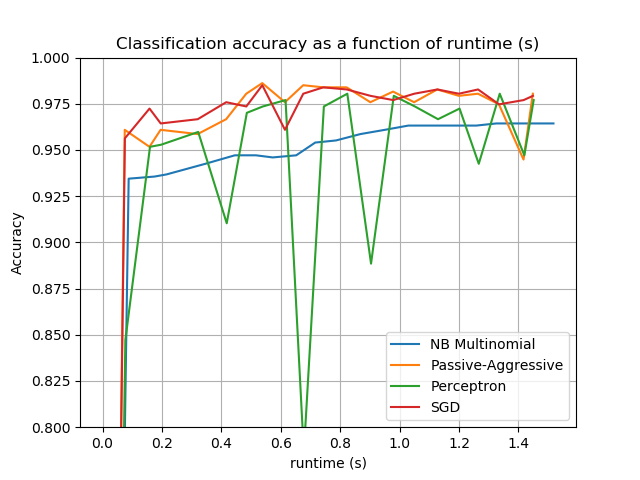 Classification accuracy as a function of runtime (s)
1.000
0.975
0.950
0.925
0.900
0.875
0.850
0.825
0.800
Accuracy
NB Multinomial
Passive-Aggressive
Perceptron
SGD
0.0 0.2 0.4 0.6 0.8 1.0 1.2 1.4
runtime (s)